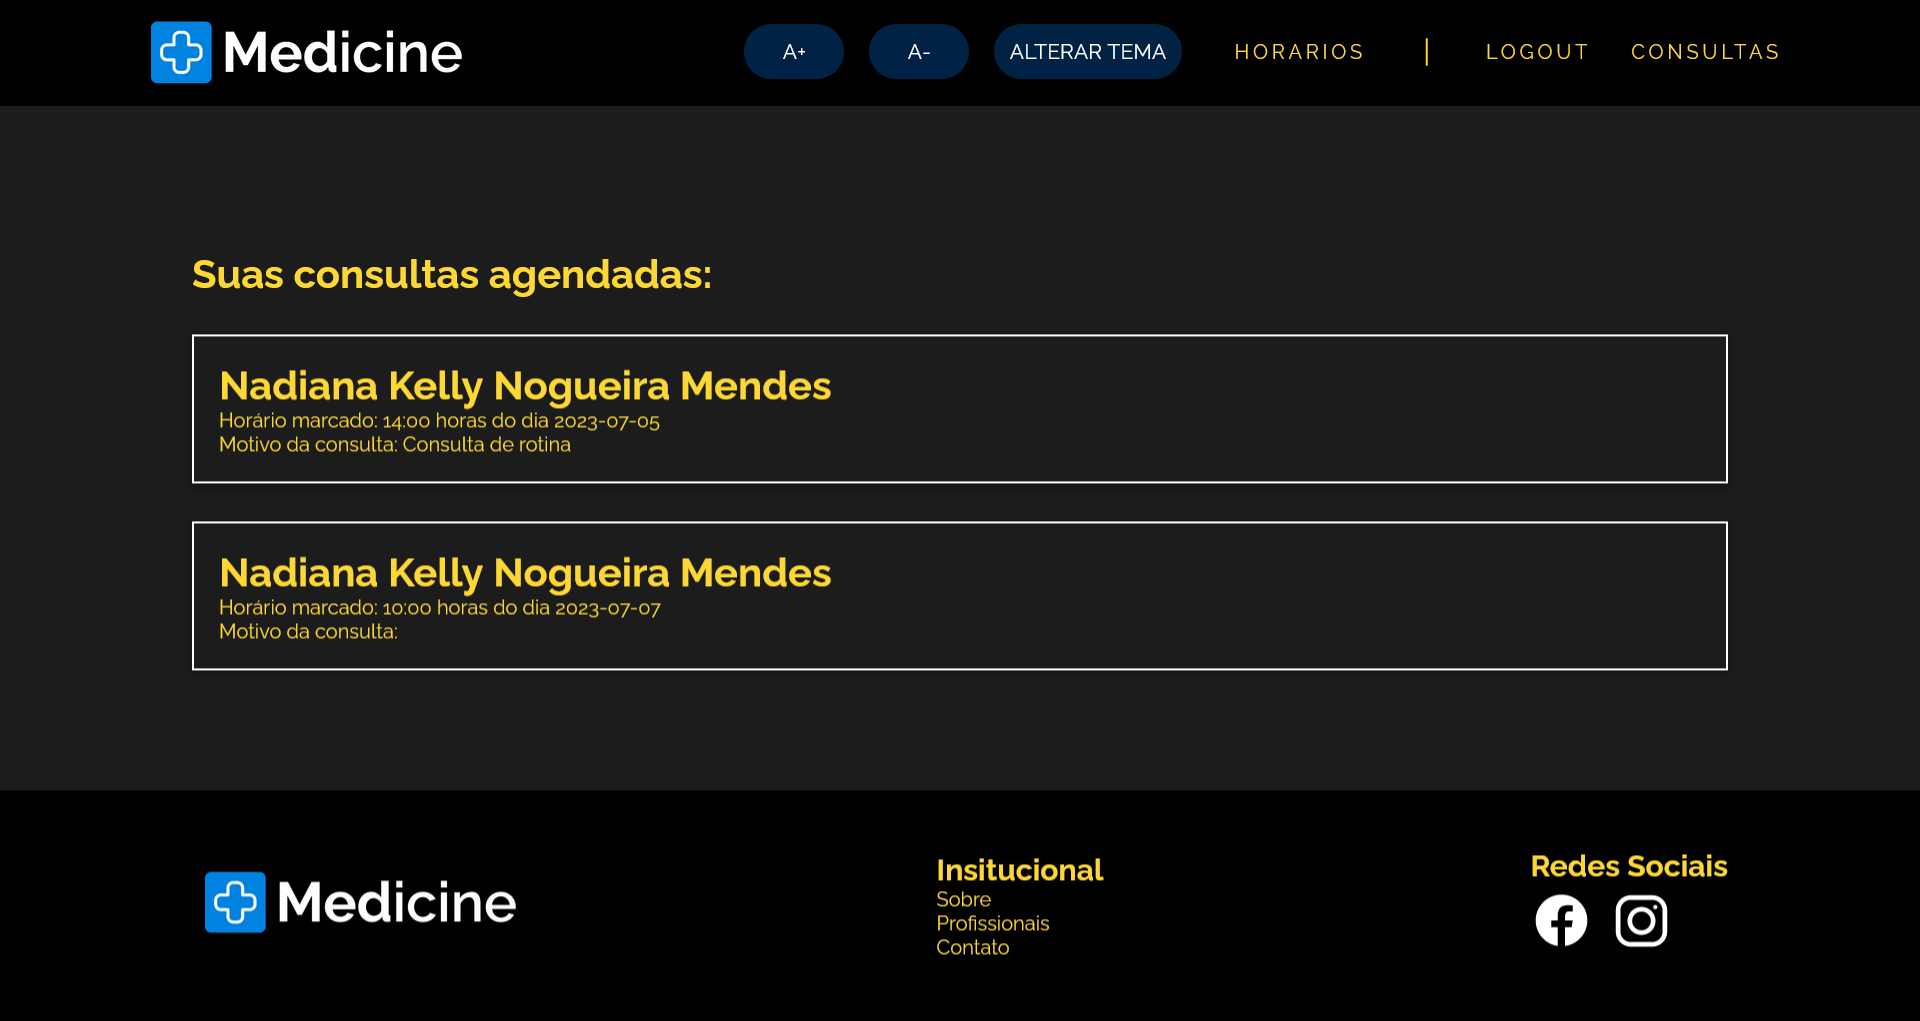 Medicine
A+
A-
ALTERAR TEMA
HORARIOS
|
LOGOUT
CONSULTAS
Suas consultas agendadas:
Nadiana Kelly Nogueira Mendes
Horário marcado: 14:00 horas do dia 2023-07-05
Motivo da consulta: Consulta de rotina
Nadiana Kelly Nogueira Mendes
Horário marcado: 10:00 horas do dia 2023-07-07
Motivo da consulta:
Medicine
Insitucional
Sobre
Profissionais
Contato
Redes Sociais